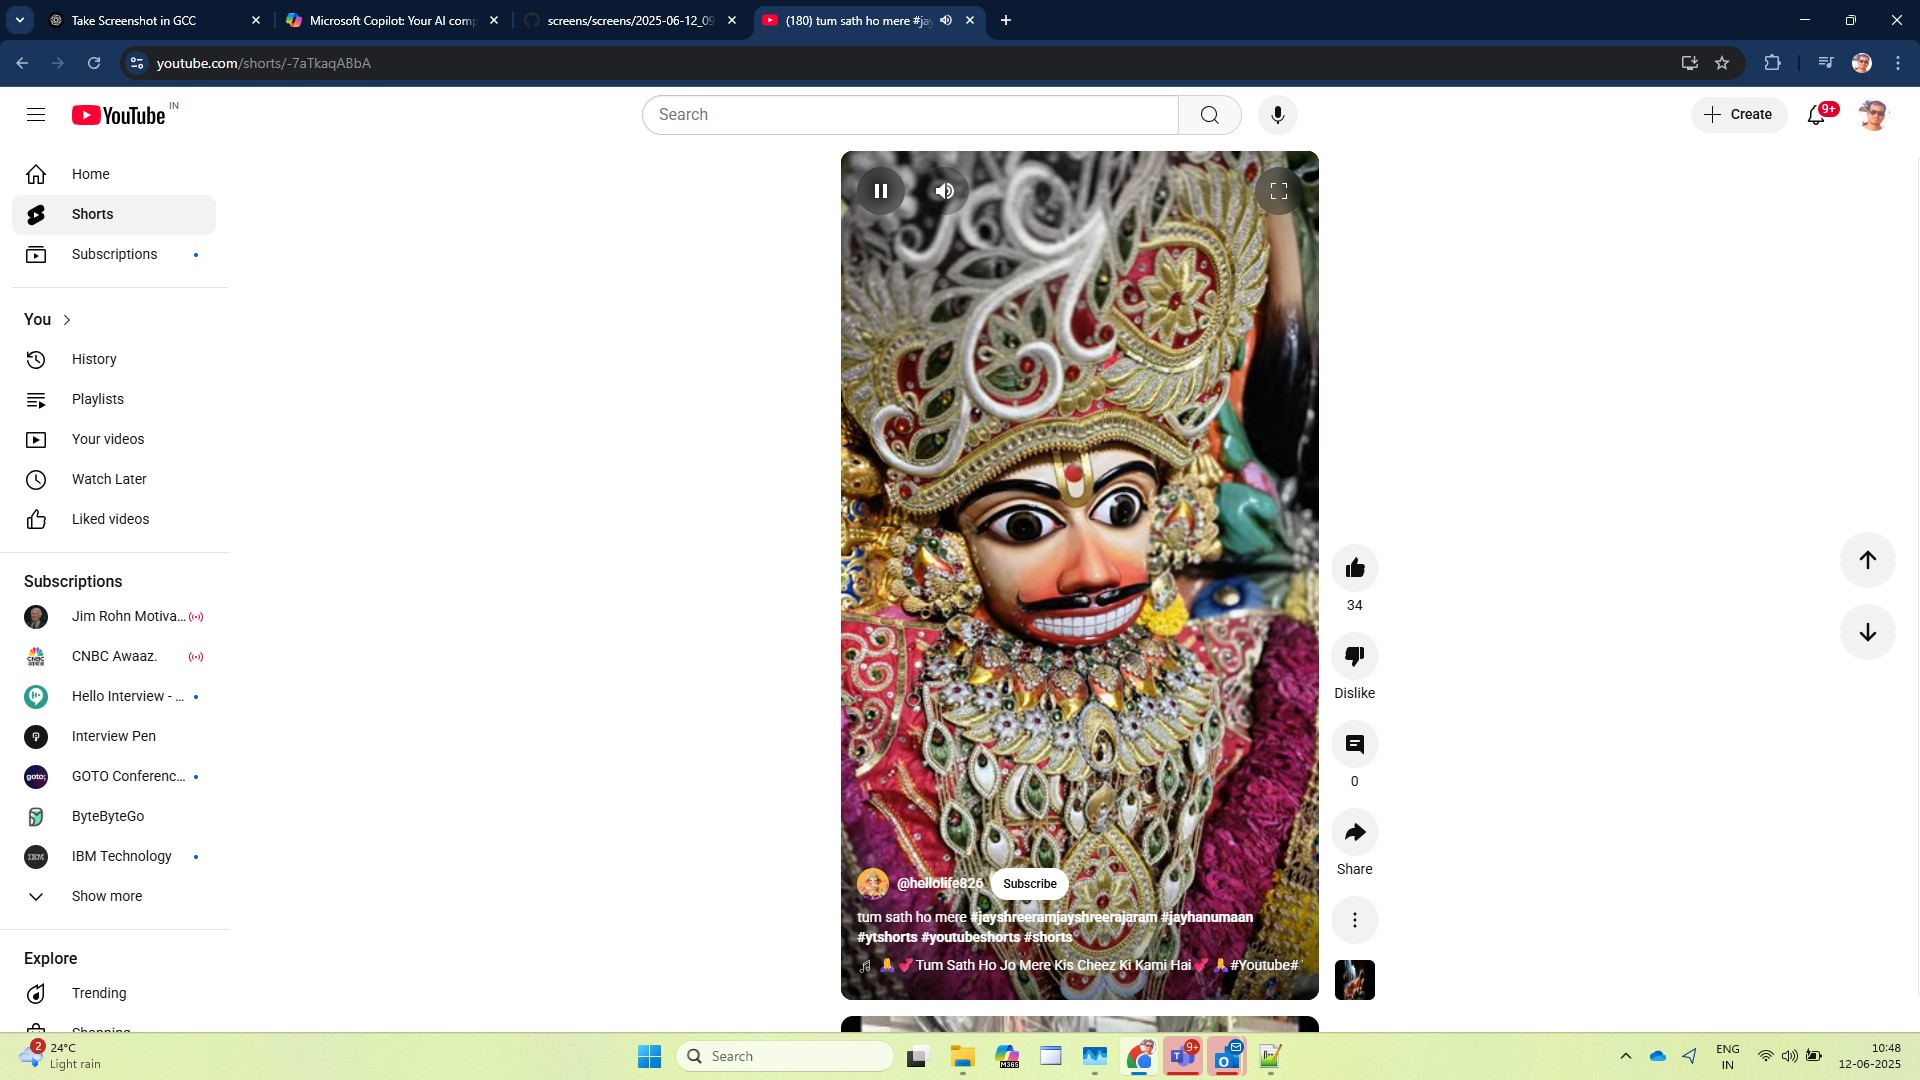 Take Screenshot in GCC
Microsoft Copilot: Your AI comp
screens/screens/2025-06-12_09
(180) tum sath ho mere #jay
youtube.com/shorts/-7aTkaqABbA
YouTube IN
Search
Create
9+
Home
Shorts
Subscriptions
You
History
Playlists
Your videos
Watch Later
Liked videos
Subscriptions
Jim Rohn Motiva...
CNBC Awaaz.
Hello Interview - ...
Interview Pen
GOTO Conferenc...
ByteByteGo
IBM Technology
Show more
Explore
Trending
Shopping
34
Dislike
0
Share
@hellolife826 Subscribe
tum sath ho mere #jayshreeramjayshreerajaram #jayhanumaan
#ytshorts #youtubeshorts #shorts
🙏💕Tum Sath Ho Jo Mere Kis Cheez Ki Kami Hai💕 🙏#Youtube#
2
24°C
Light rain
Search
M365
9+
ENG
IN
10:48
12-06-2025